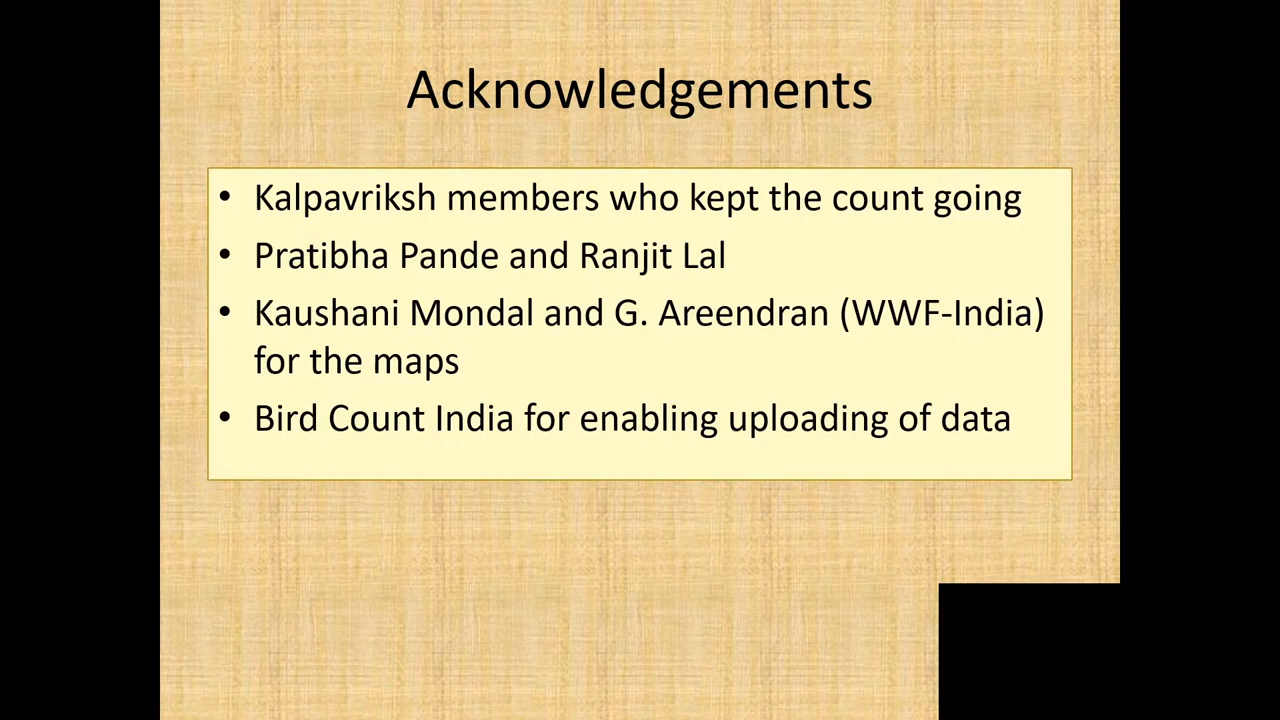 Acknowledgements
• Kalpavriksh members who kept the count going
• Pratibha Pande and Ranjit Lal
• Kaushani Mondal and G. Areendran (WWF-India)
for the maps
• Bird Count India for enabling uploading of data